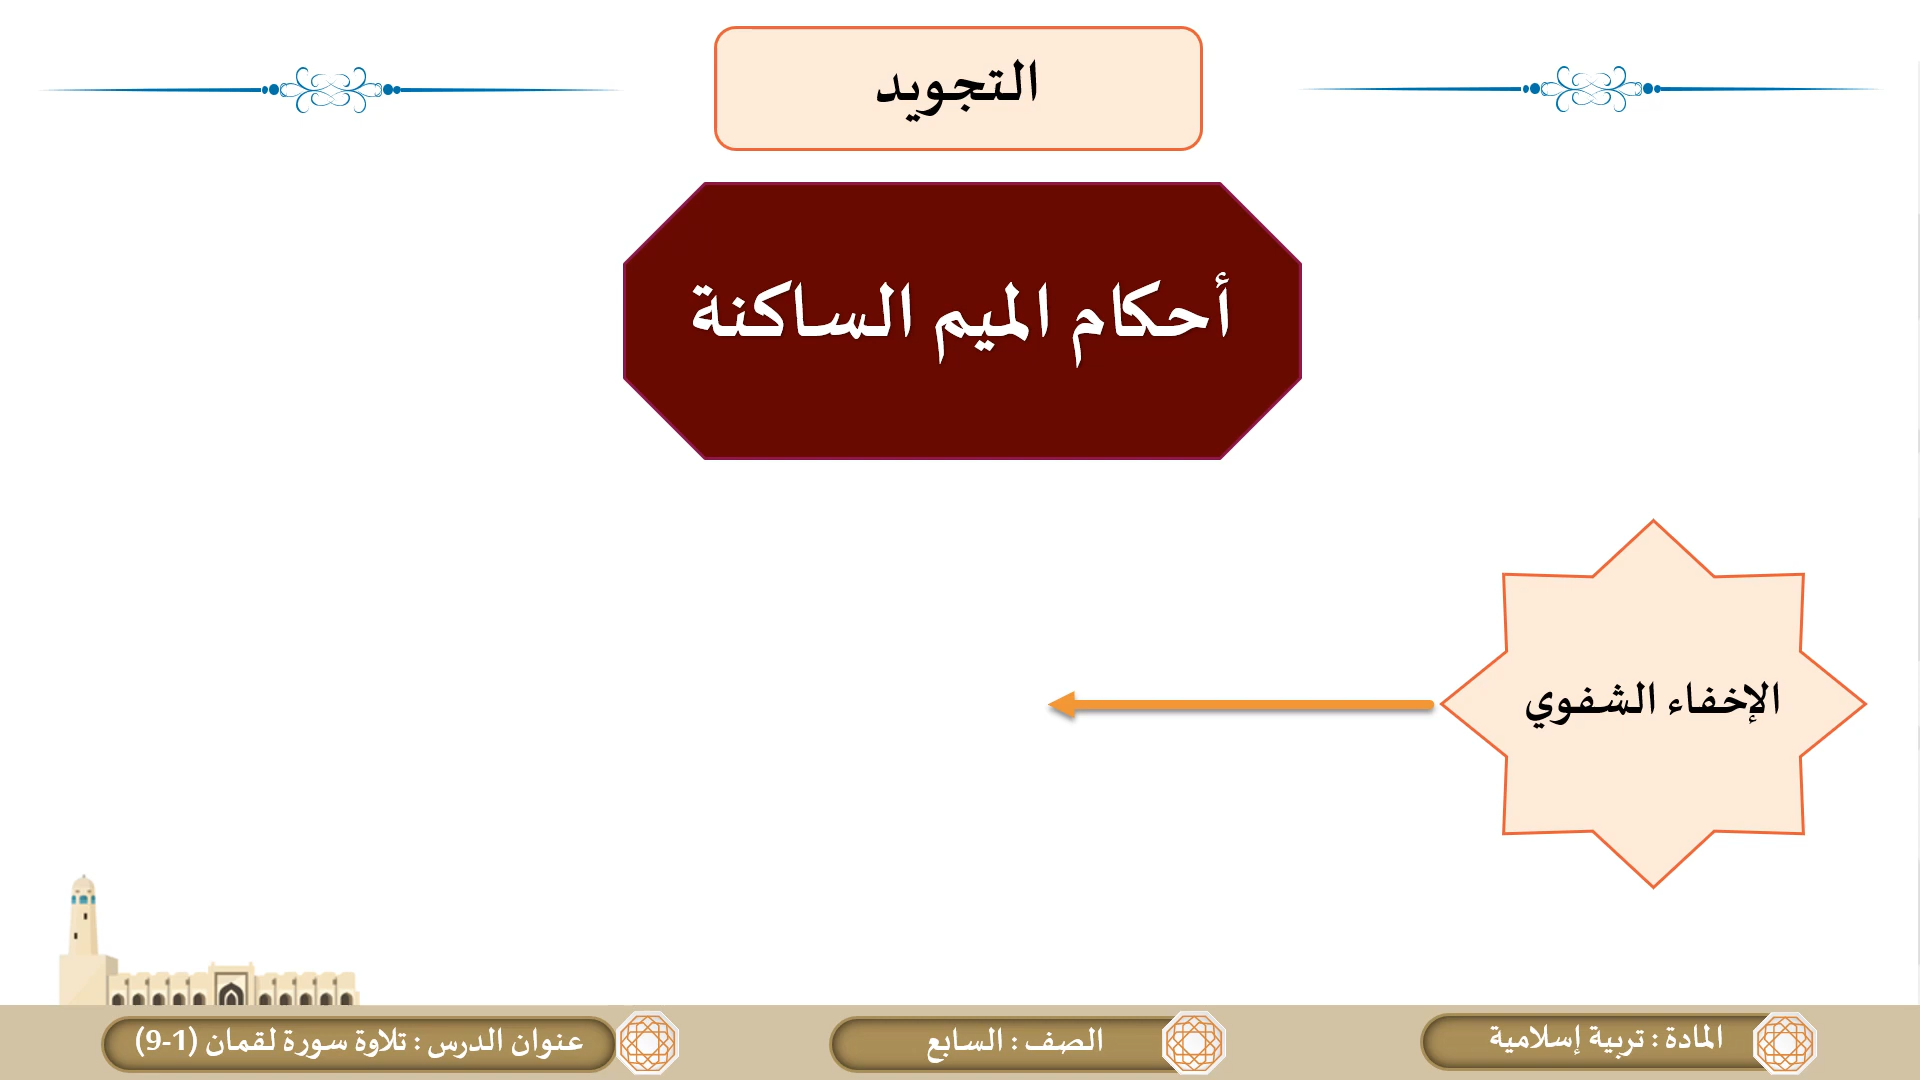 التجويد
أحكام الميم الساكنة
الإخفاء الشفوي
المادة : تربية إسلامية
الصف : السابع
عنوان الدرس : تلاوة سورة لقمان (1-9)